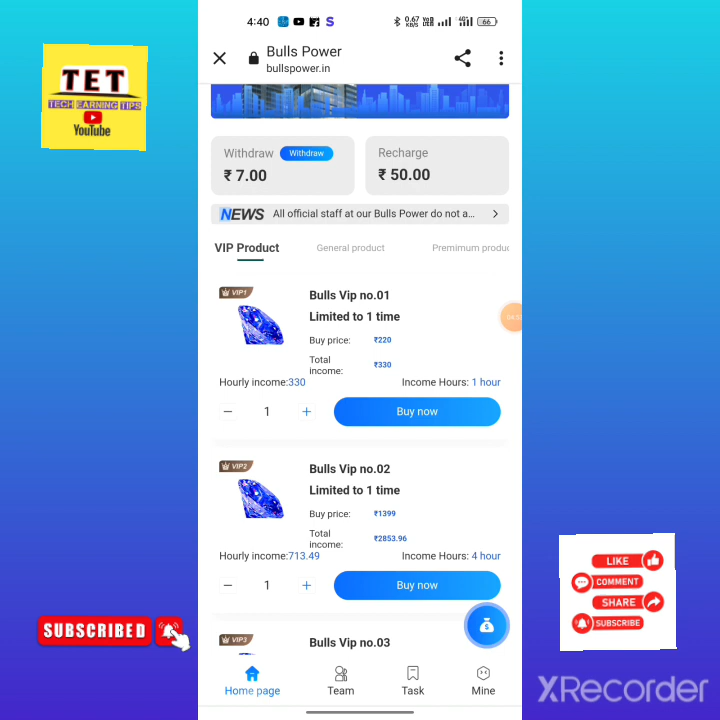 4:40
0.67 KB/S
66
Bulls Power
bullspower.in
TET
TECH EARNING TIPS
YouTube
Withdraw Withdraw
₹ 7.00
Recharge
₹ 50.00
NEWS All official staff at our Bulls Power do not a...
VIP Product General product Premimum produc
VIP1
Bulls Vip no.01
Limited to 1 time
Buy price: ₹220
Total income: ₹330
Hourly income:330 Income Hours: 1 hour
− 1 + Buy now
VIP2
Bulls Vip no.02
Limited to 1 time
Buy price: ₹1399
Total income: ₹2853.96
Hourly income:713.49 Income Hours: 4 hour
− 1 + Buy now
VIP3
Bulls Vip no.03
Home page Team Task Mine
SUBSCRIBED
LIKE
COMMENT
SHARE
SUBSCRIBE
XRecorder